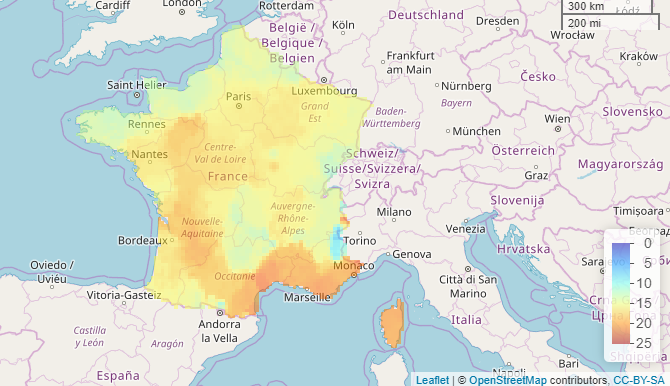 Cardiff
London
Rotterdam
300 km
200 mi
Łódź
Deutschland
Dresden
Wrocław
België /
Belgique /
Belgien
Köln
Frankfurt
am Main
Česko
Kraków
Saint Helier
Luxembourg
Nürnberg
Paris
Grand
Est
Baden-
Württemberg
Bayern
Slovensko
Rennes
München
Wien
Nantes
Centre-
Val de Loire
France
Schweiz/
Suisse/Svizzera/
Svizra
Österreich
Graz
Magyarország
Slovenija
Auvergne-
Rhône-
Alpes
Nouvelle-
Aquitaine
Milano
Timișoara
Bordeaux
Torino
Venezia
Hrvatska
Oviedo /
Uviéu
Occitanie
Monaco
Genova
Vitoria-Gasteiz
Marseille
Città di San
Marino
Andorra
la Vella
Castilla
y León
Aragón
Italia
España
Napoli
Bari
0
5
10
15
20
25
Leaflet | © OpenStreetMap contributors, CC-BY-SA